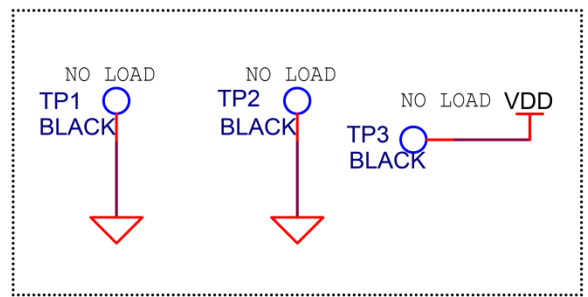 NO LOAD
TP1
BLACK
NO LOAD
TP2
BLACK
NO LOAD VDD
TP3
BLACK